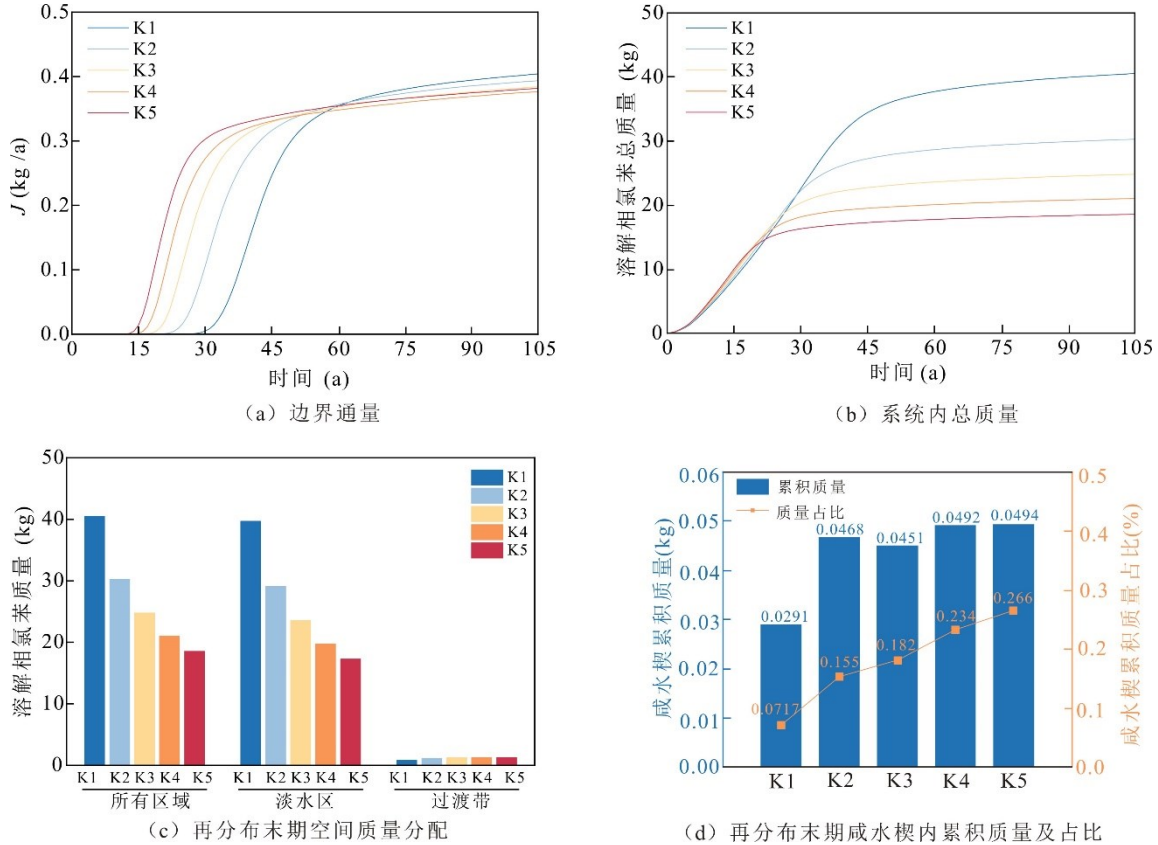 J (kg /a)
0.5
0.4
0.3
0.2
0.1
0.0
K1
K2
K3
K4
K5
0 15 30 45 60 75 90 105
时间 (a)
（a）边界通量
溶解相氯苯总质量 (kg)
50
40
30
20
10
0
K1
K2
K3
K4
K5
0 15 30 45 60 75 90 105
时间 (a)
（b）系统内总质量
溶解相氯苯质量 (kg)
50
40
30
20
10
0
K1
K2
K3
K4
K5
K1 K2 K3 K4 K5 K1 K2 K3 K4 K5 K1 K2 K3 K4 K5
所有区域 淡水区 过渡带
（c）再分布末期空间质量分配
咸水楔累积质量(kg)
0.06
0.05
0.04
0.03
0.02
0.01
0.00
累积质量
质量占比
0.0291 0.0468 0.0451 0.0492 0.0494
0.0717 0.155 0.182 0.234 0.266
K1 K2 K3 K4 K5
0.5
0.4
0.3
0.2
0.1
0.0
咸水楔累积质量占比(%)
（d）再分布末期咸水楔内累积质量及占比